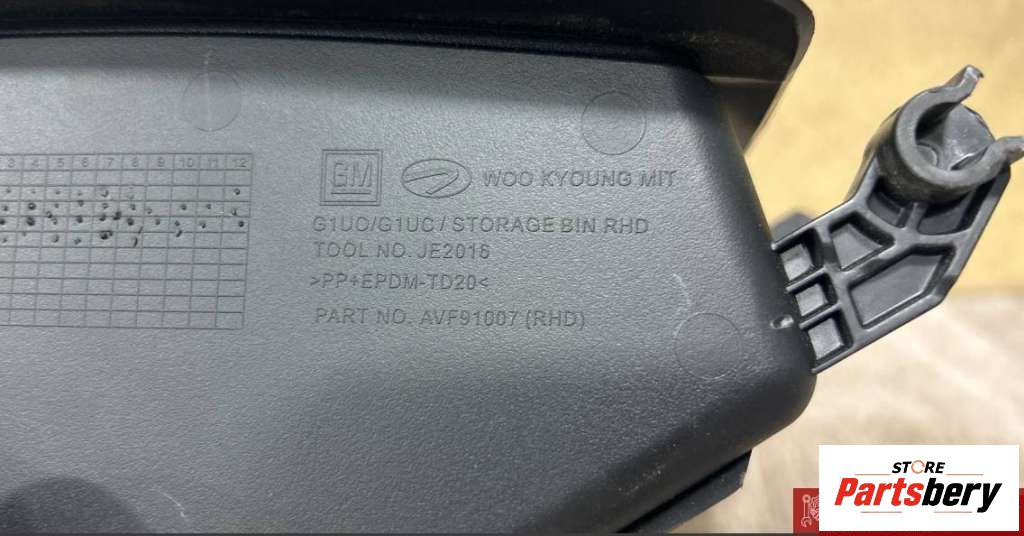 3 4 5 6 7 8 9 10 11 12
GM WOO KYOUNG MIT
G1UO/G1UC / STORAGE BIN RHD
TOOL NO. JE2016
>PP+EPDM-TD20<
PART NO. AVF91007 (RHD)
STORE
Partsbery